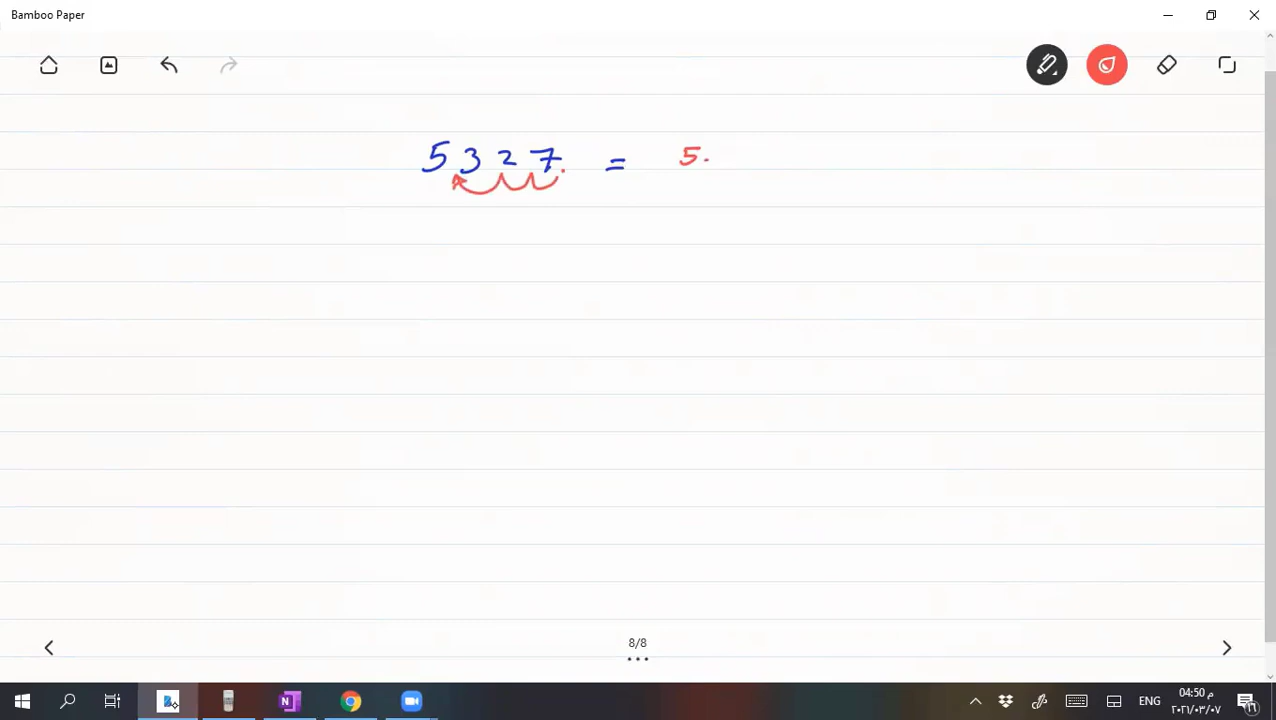 Bamboo Paper
5327. = 5.
8/8
ENG
م 04:50
٢٠٢١/٠٣/٠٧